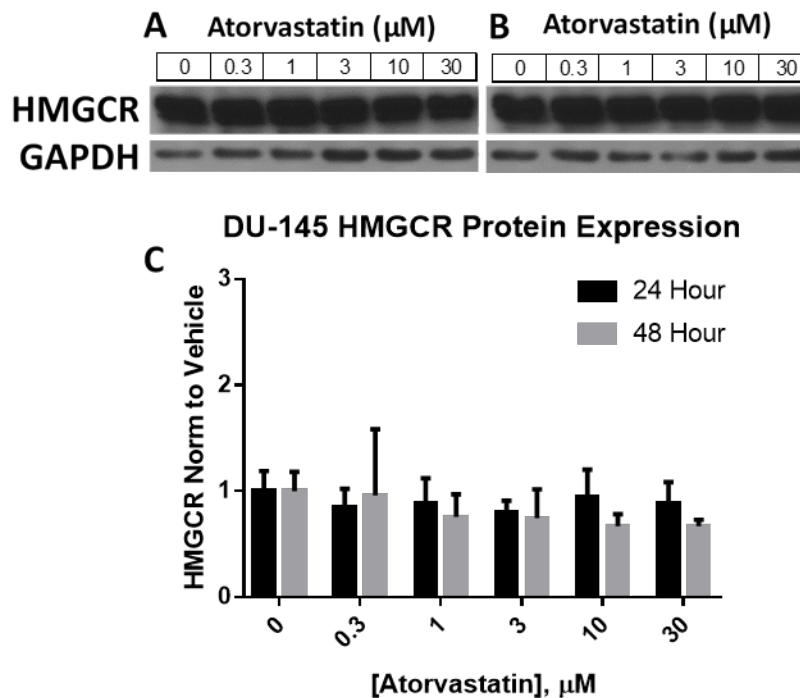 A Atorvastatin (µM) B Atorvastatin (µM)
0 0.3 1 3 10 30 0 0.3 1 3 10 30
HMGCR
GAPDH
DU-145 HMGCR Protein Expression
C
HMGCR Norm to Vehicle
3
2
1
0
24 Hour
48 Hour
0 0.3 1 3 10 30
[Atorvastatin], µM